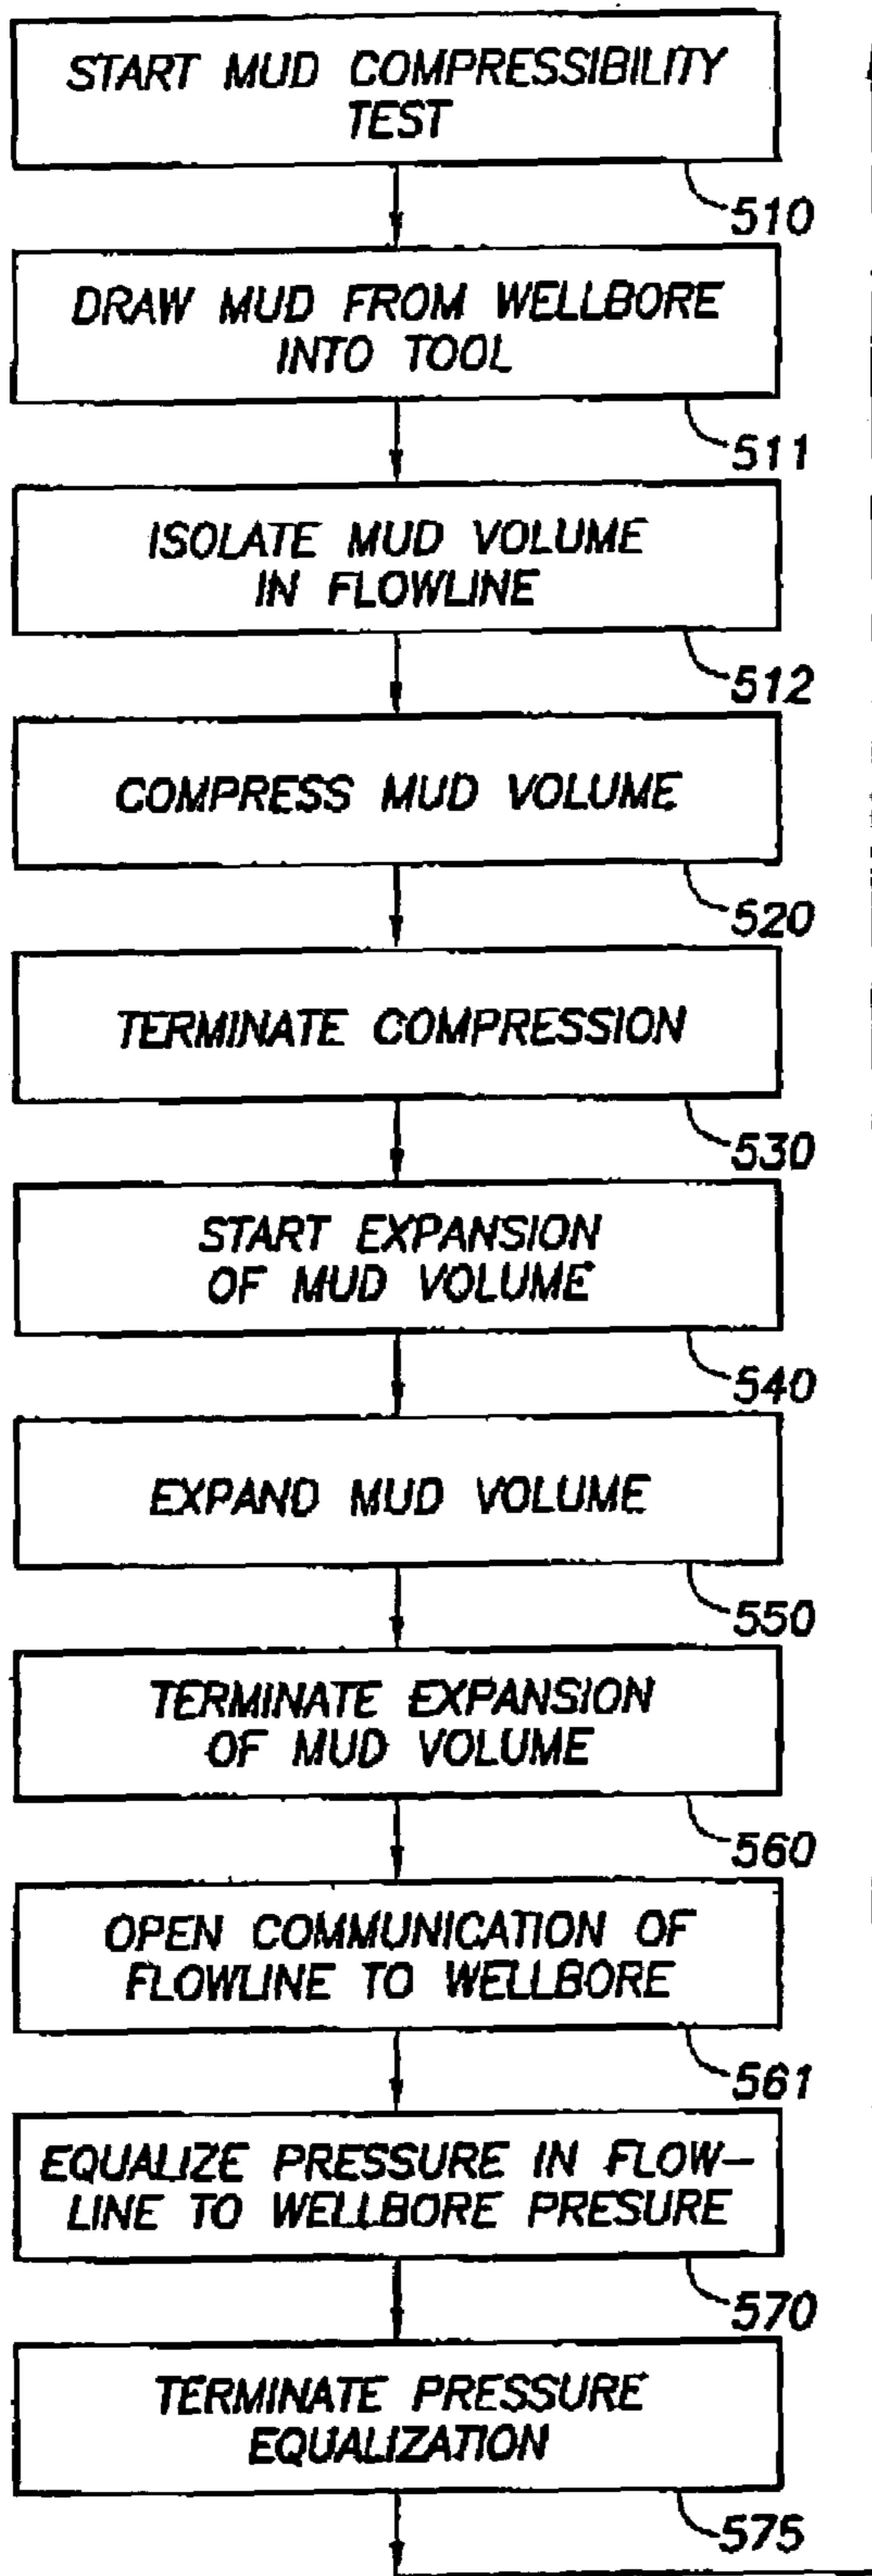 START MUD COMPRESSIBILITY
TEST
510
DRAW MUD FROM WELLBORE
INTO TOOL
511
ISOLATE MUD VOLUME
IN FLOWLINE
512
COMPRESS MUD VOLUME
520
TERMINATE COMPRESSION
530
START EXPANSION
OF MUD VOLUME
540
EXPAND MUD VOLUME
550
TERMINATE EXPANSION
OF MUD VOLUME
560
OPEN COMMUNICATION OF
FLOWLINE TO WELLBORE
561
EQUALIZE PRESSURE IN FLOW-
LINE TO WELLBORE PRESURE
570
TERMINATE PRESSURE
EQUALIZATION
575